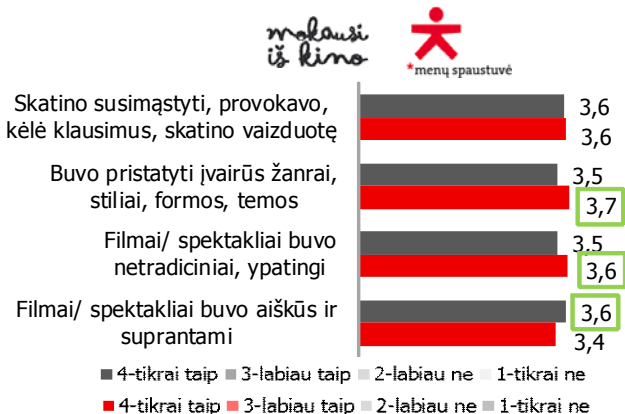 mokausi
iš kino
*menų spaustuvė
Skatino susimąstyti, provokavo,
kėlė klausimus, skatino vaizduotę
3,6
3,6
Buvo pristatyti įvairūs žanrai,
stiliai, formos, temos
3,5
3,7
Filmai/ spektakliai buvo
netradiciniai, ypatingi
3,5
3,6
Filmai/ spektakliai buvo aiškūs ir
suprantami
3,6
3,4
4-tikrai taip 3-labiau taip 2-labiau ne 1-tikrai ne
4-tikrai taip 3-labiau taip 2-labiau ne 1-tikrai ne